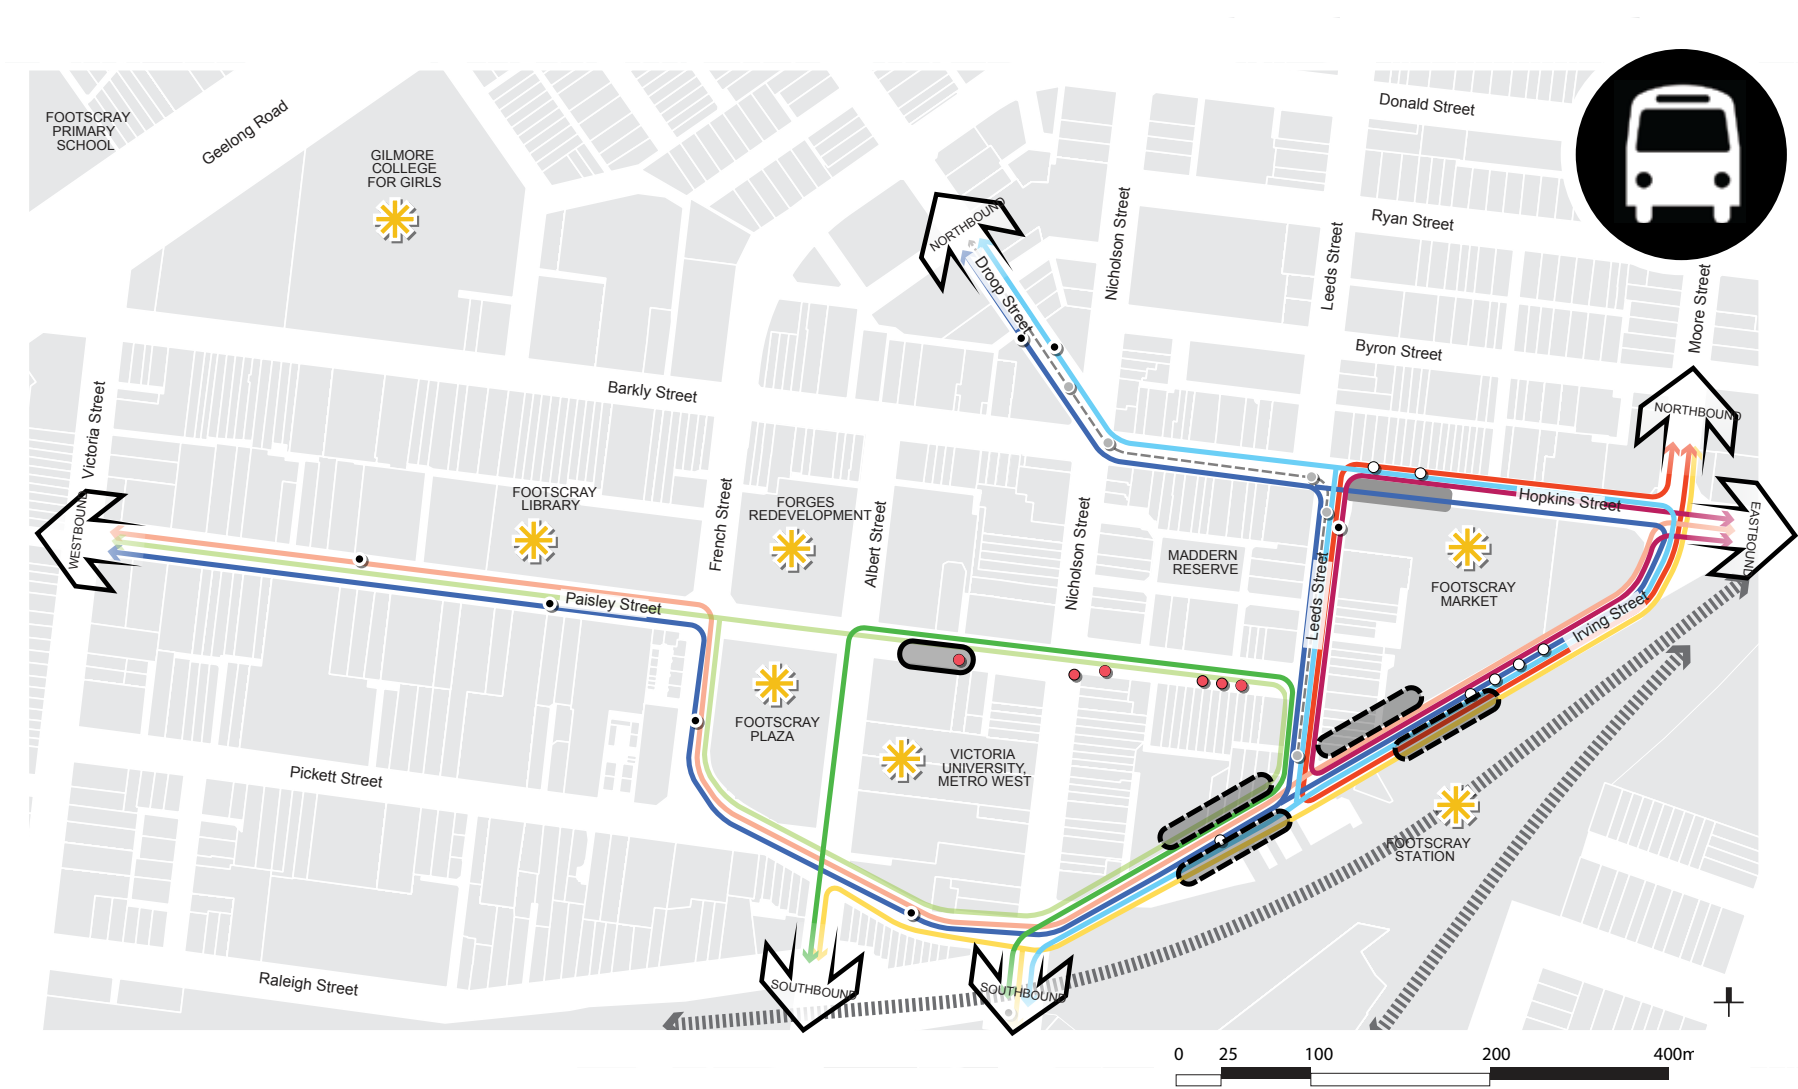 FOOTSCRAY
PRIMARY
SCHOOL
Geelong Road
GILMORE
COLLEGE
FOR GIRLS
Donald Street
Ryan Street
Nicholson Street
Leeds Street
Moore Street
NORTHBOUND
Droop Street
Byron Street
Barkly Street
Victoria Street
NORTHBOUND
WESTBOUND
FOOTSCRAY
LIBRARY
French Street
FORGES
REDEVELOPMENT
Albert Street
Nicholson Street
MADDERN
RESERVE
Leeds Street
Hopkins Street
EASTBOUND
FOOTSCRAY
MARKET
Irving Street
Paisley Street
FOOTSCRAY
PLAZA
VICTORIA
UNIVERSITY,
METRO WEST
Pickett Street
FOOTSCRAY
STATION
Raleigh Street
SOUTHBOUND
SOUTHBOUND
0 25 100 200 400m